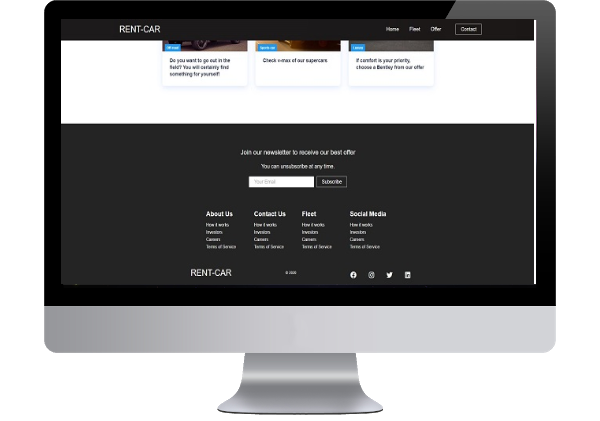 RENT-CAR
Home Fleet Offer Contact
Off-road
Sports car
Luxury
Do you want to go out in the
field? You will certainly find
something for yourself!
Check v-max of our supercars
If comfort is your priority,
choose a Bentley from our offer
Join our newsletter to receive our best offer
You can unsubscribe at any time.
Your Email Subscribe
About Us
How it works
Investors
Careers
Terms of Service
Contact Us
How it works
Investors
Careers
Terms of Service
Fleet
How it works
Investors
Careers
Terms of Service
Social Media
How it works
Investors
Careers
Terms of Service
RENT-CAR
© 2020